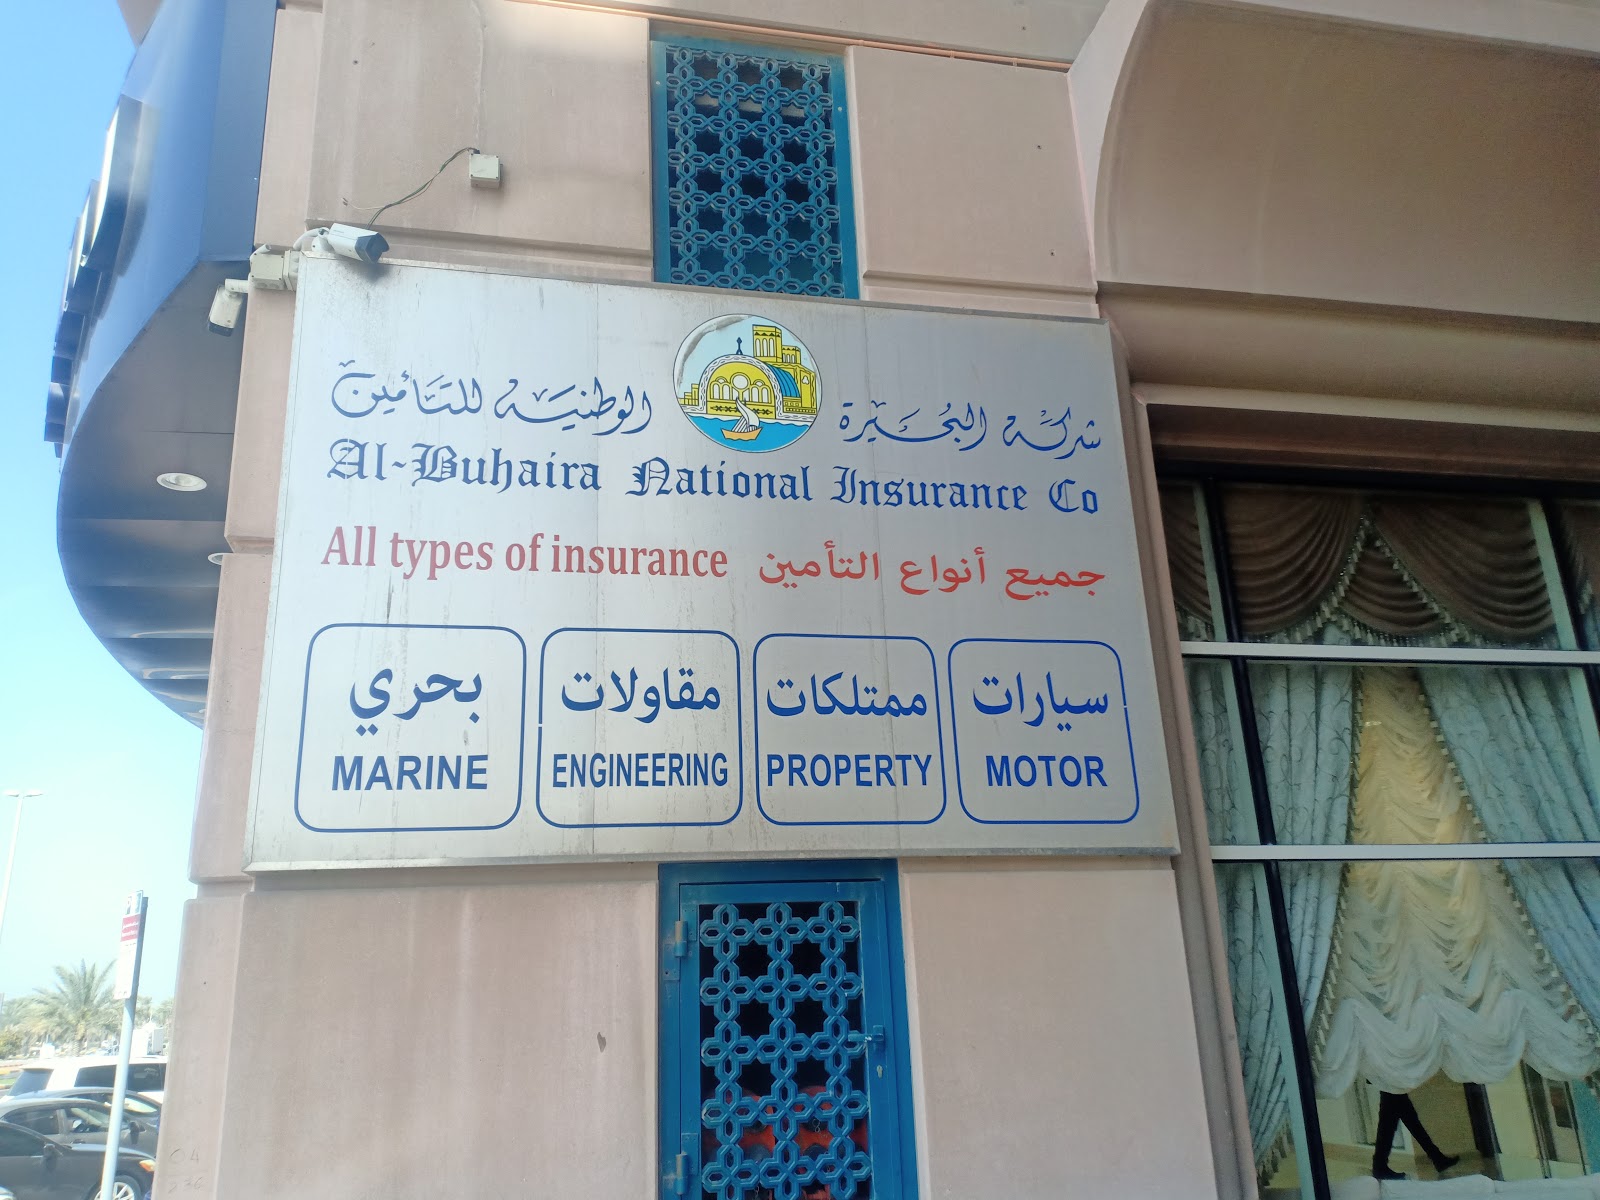 شركة البحيرة الوطنية للتأمين
Al-Buhaira National Insurance Co
All types of insurance جميع أنواع التأمين
بحري
MARINE
مقاولات
ENGINEERING
ممتلكات
PROPERTY
سيارات
MOTOR